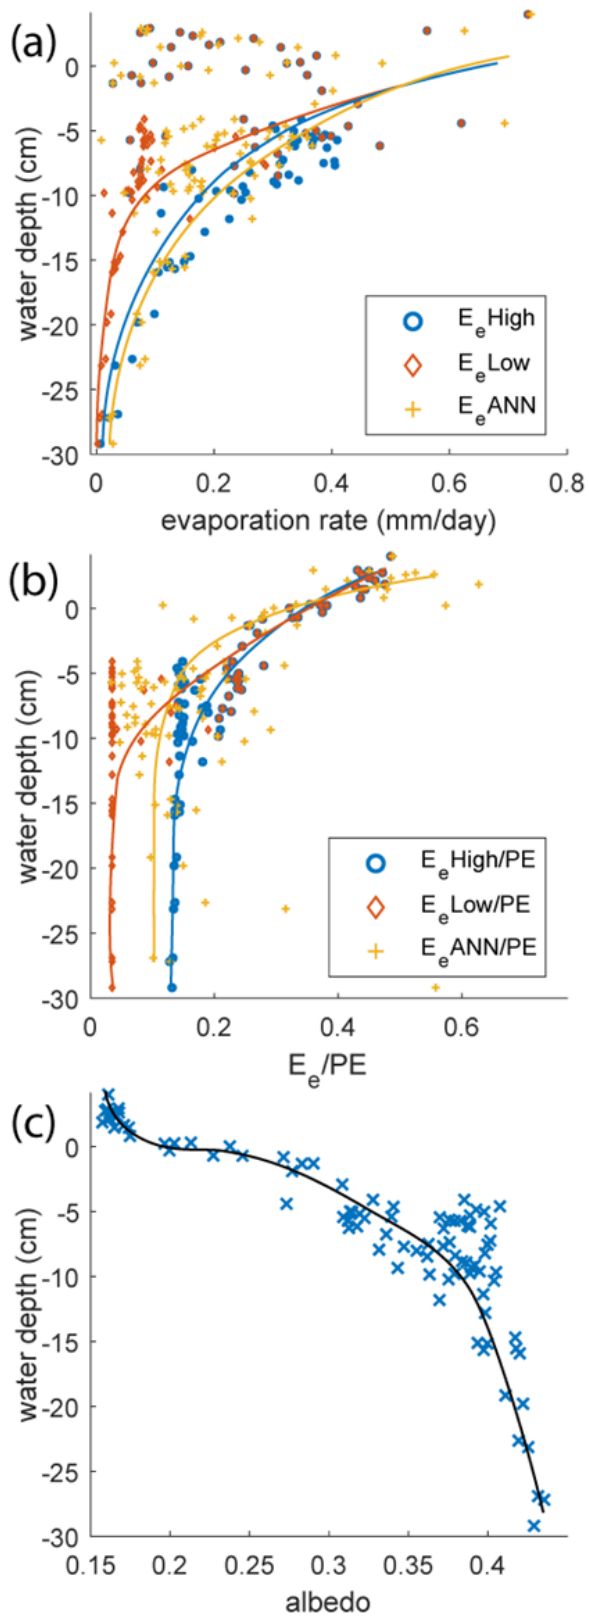 (a)
0
-5
-10
-15
-20
-25
-30
water depth (cm)
EeHigh
EeLow
EeANN
0 0.2 0.4 0.6 0.8
evaporation rate (mm/day)
(b)
0
-5
-10
-15
-20
-25
-30
water depth (cm)
EeHigh/PE
EeLow/PE
EeANN/PE
0 0.2 0.4 0.6
Ee/PE
(c)
0
-5
-10
-15
-20
-25
-30
water depth (cm)
0.15 0.2 0.25 0.3 0.35 0.4
albedo